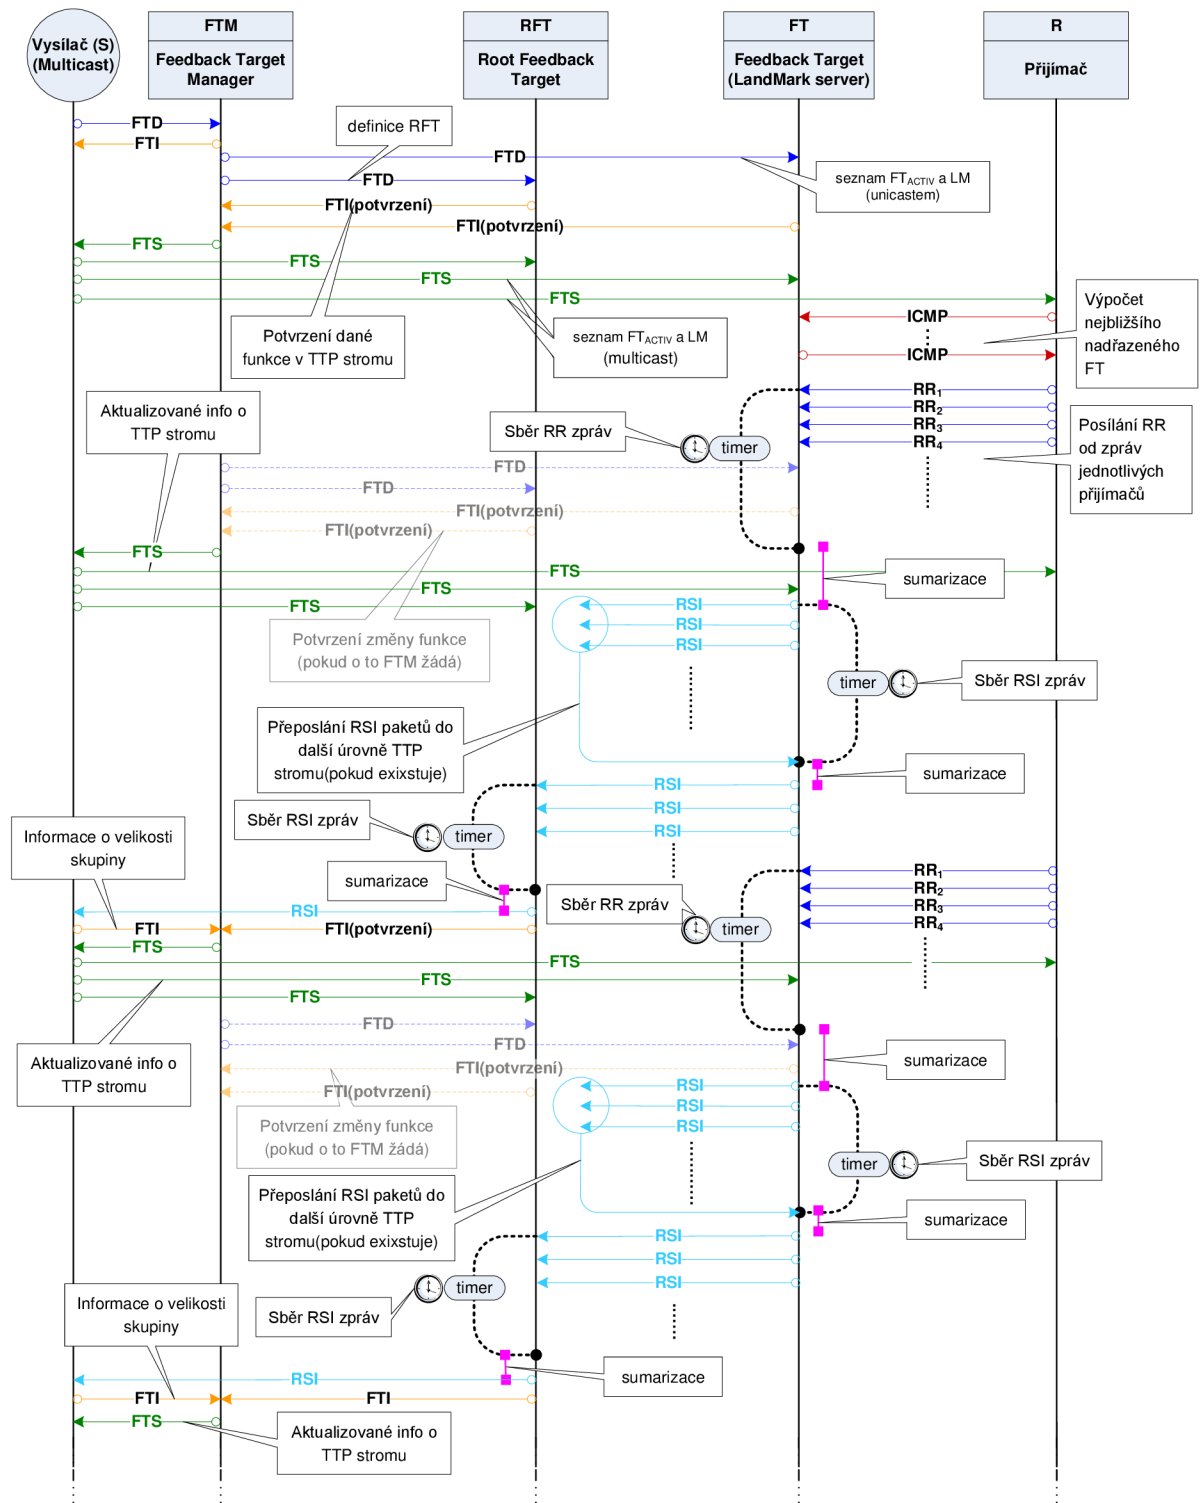 Vysílač (S)
(Multicast)
FTM
Feedback Target
Manager
RFT
Root Feedback
Target
FT
Feedback Target
(LandMark server)
R
Přijímač
FTD
FTI
definice RFT
FTD
FTD
seznam FTACTIV a LM
(unicastem)
FTI(potvrzení)
FTI(potvrzení)
FTS
FTS
FTS
FTS
Potvrzení dané
funkce v TTP stromu
seznam FTACTIV a LM
(multicast)
ICMP
ICMP
Výpočet
nejbližšího
nadřazeného
FT
RR1
RR2
RR3
RR4
Aktualizované info o
TTP stromu
Sběr RR zpráv
timer
Posílání RR
od zpráv
jednotlivých
přijímačů
FTD
FTD
FTI(potvrzení)
FTI(potvrzení)
FTS
FTS
FTS
FTS
sumarizace
RSI
RSI
RSI
Potvrzení změny funkce
(pokud o to FTM žádá)
timer
Sběr RSI zpráv
Přeposlání RSI paketů do
další úrovně TTP
stromu(pokud exixstuje)
sumarizace
RSI
RSI
RSI
Sběr RSI zpráv
timer
Informace o velikosti
skupiny
sumarizace
RSI
FTI
FTI(potvrzení)
FTS
FTS
FTS
FTS
Sběr RR zpráv
timer
RR1
RR2
RR3
RR4
FTD
FTD
Aktualizované info o
TTP stromu
FTI(potvrzení)
FTI(potvrzení)
sumarizace
RSI
RSI
RSI
Potvrzení změny funkce
(pokud o to FTM žádá)
timer
Sběr RSI zpráv
Přeposlání RSI paketů do
další úrovně TTP
stromu(pokud exixstuje)
sumarizace
RSI
RSI
RSI
timer
Sběr RSI zpráv
Informace o velikosti
skupiny
sumarizace
RSI
FTI
FTI
FTS
Aktualizované info o
TTP stromu